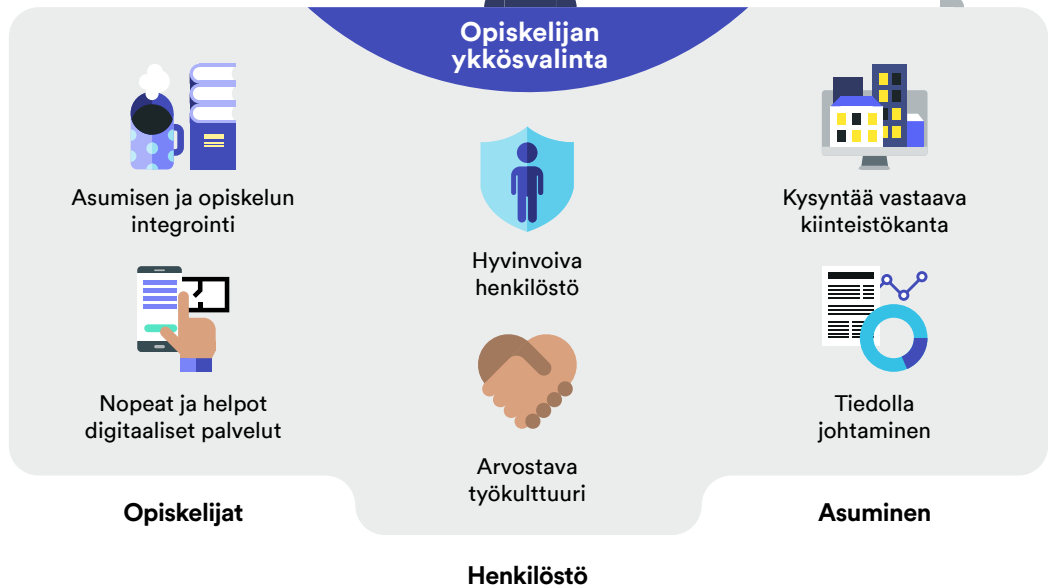 Opiskelijan
ykkösvalinta
Asumisen ja opiskelun
integrointi
Nopeat ja helpot
digitaaliset palvelut
Opiskelijat
Hyvinvoiva
henkilöstö
Arvostava
työkulttuuri
Henkilöstö
Kysyntää vastaava
kiinteistökanta
Tiedolla
johtaminen
Asuminen